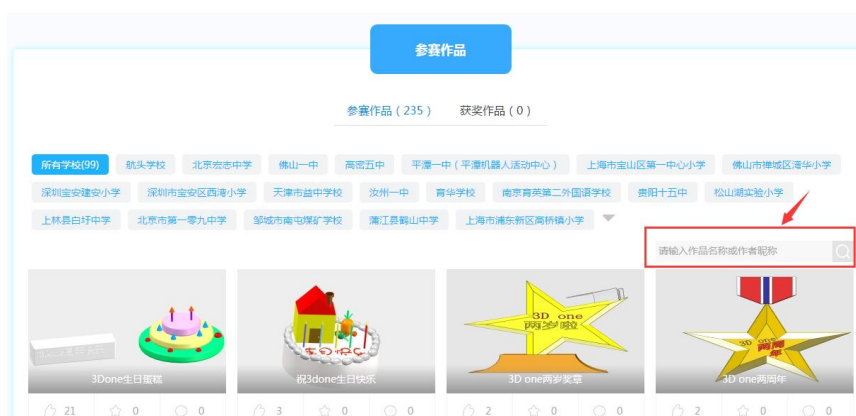 参赛作品
参赛作品 ( 235 ) 获奖作品 ( 0 )
所有学校(99) 航头学校 北京宏志中学 佛山一中 高密五中 平潭一中 ( 平潭机器人活动中心 ) 上海市宝山区第一中心小学 佛山市禅城区湾华小学
深圳宝安建安小学 深圳市宝安区西湾小学 天津市益中学校 汝州一中 育华学校 南京育英第二外国语学校 贵阳十五中 松山湖实验小学
上林县白圩中学 北京市第一零九中学 邹城市南屯煤矿学校 蒲江县鹤山中学 上海市浦东新区高桥镇小学
请输入作品名称或作者昵称
生日快乐
3D one
两岁啦
3D one
两周年
3Done生日蛋糕 祝3done生日快乐 3D one两岁奖章 3D one两周年
21 0 0 3 0 0 2 0 0 2 0 0